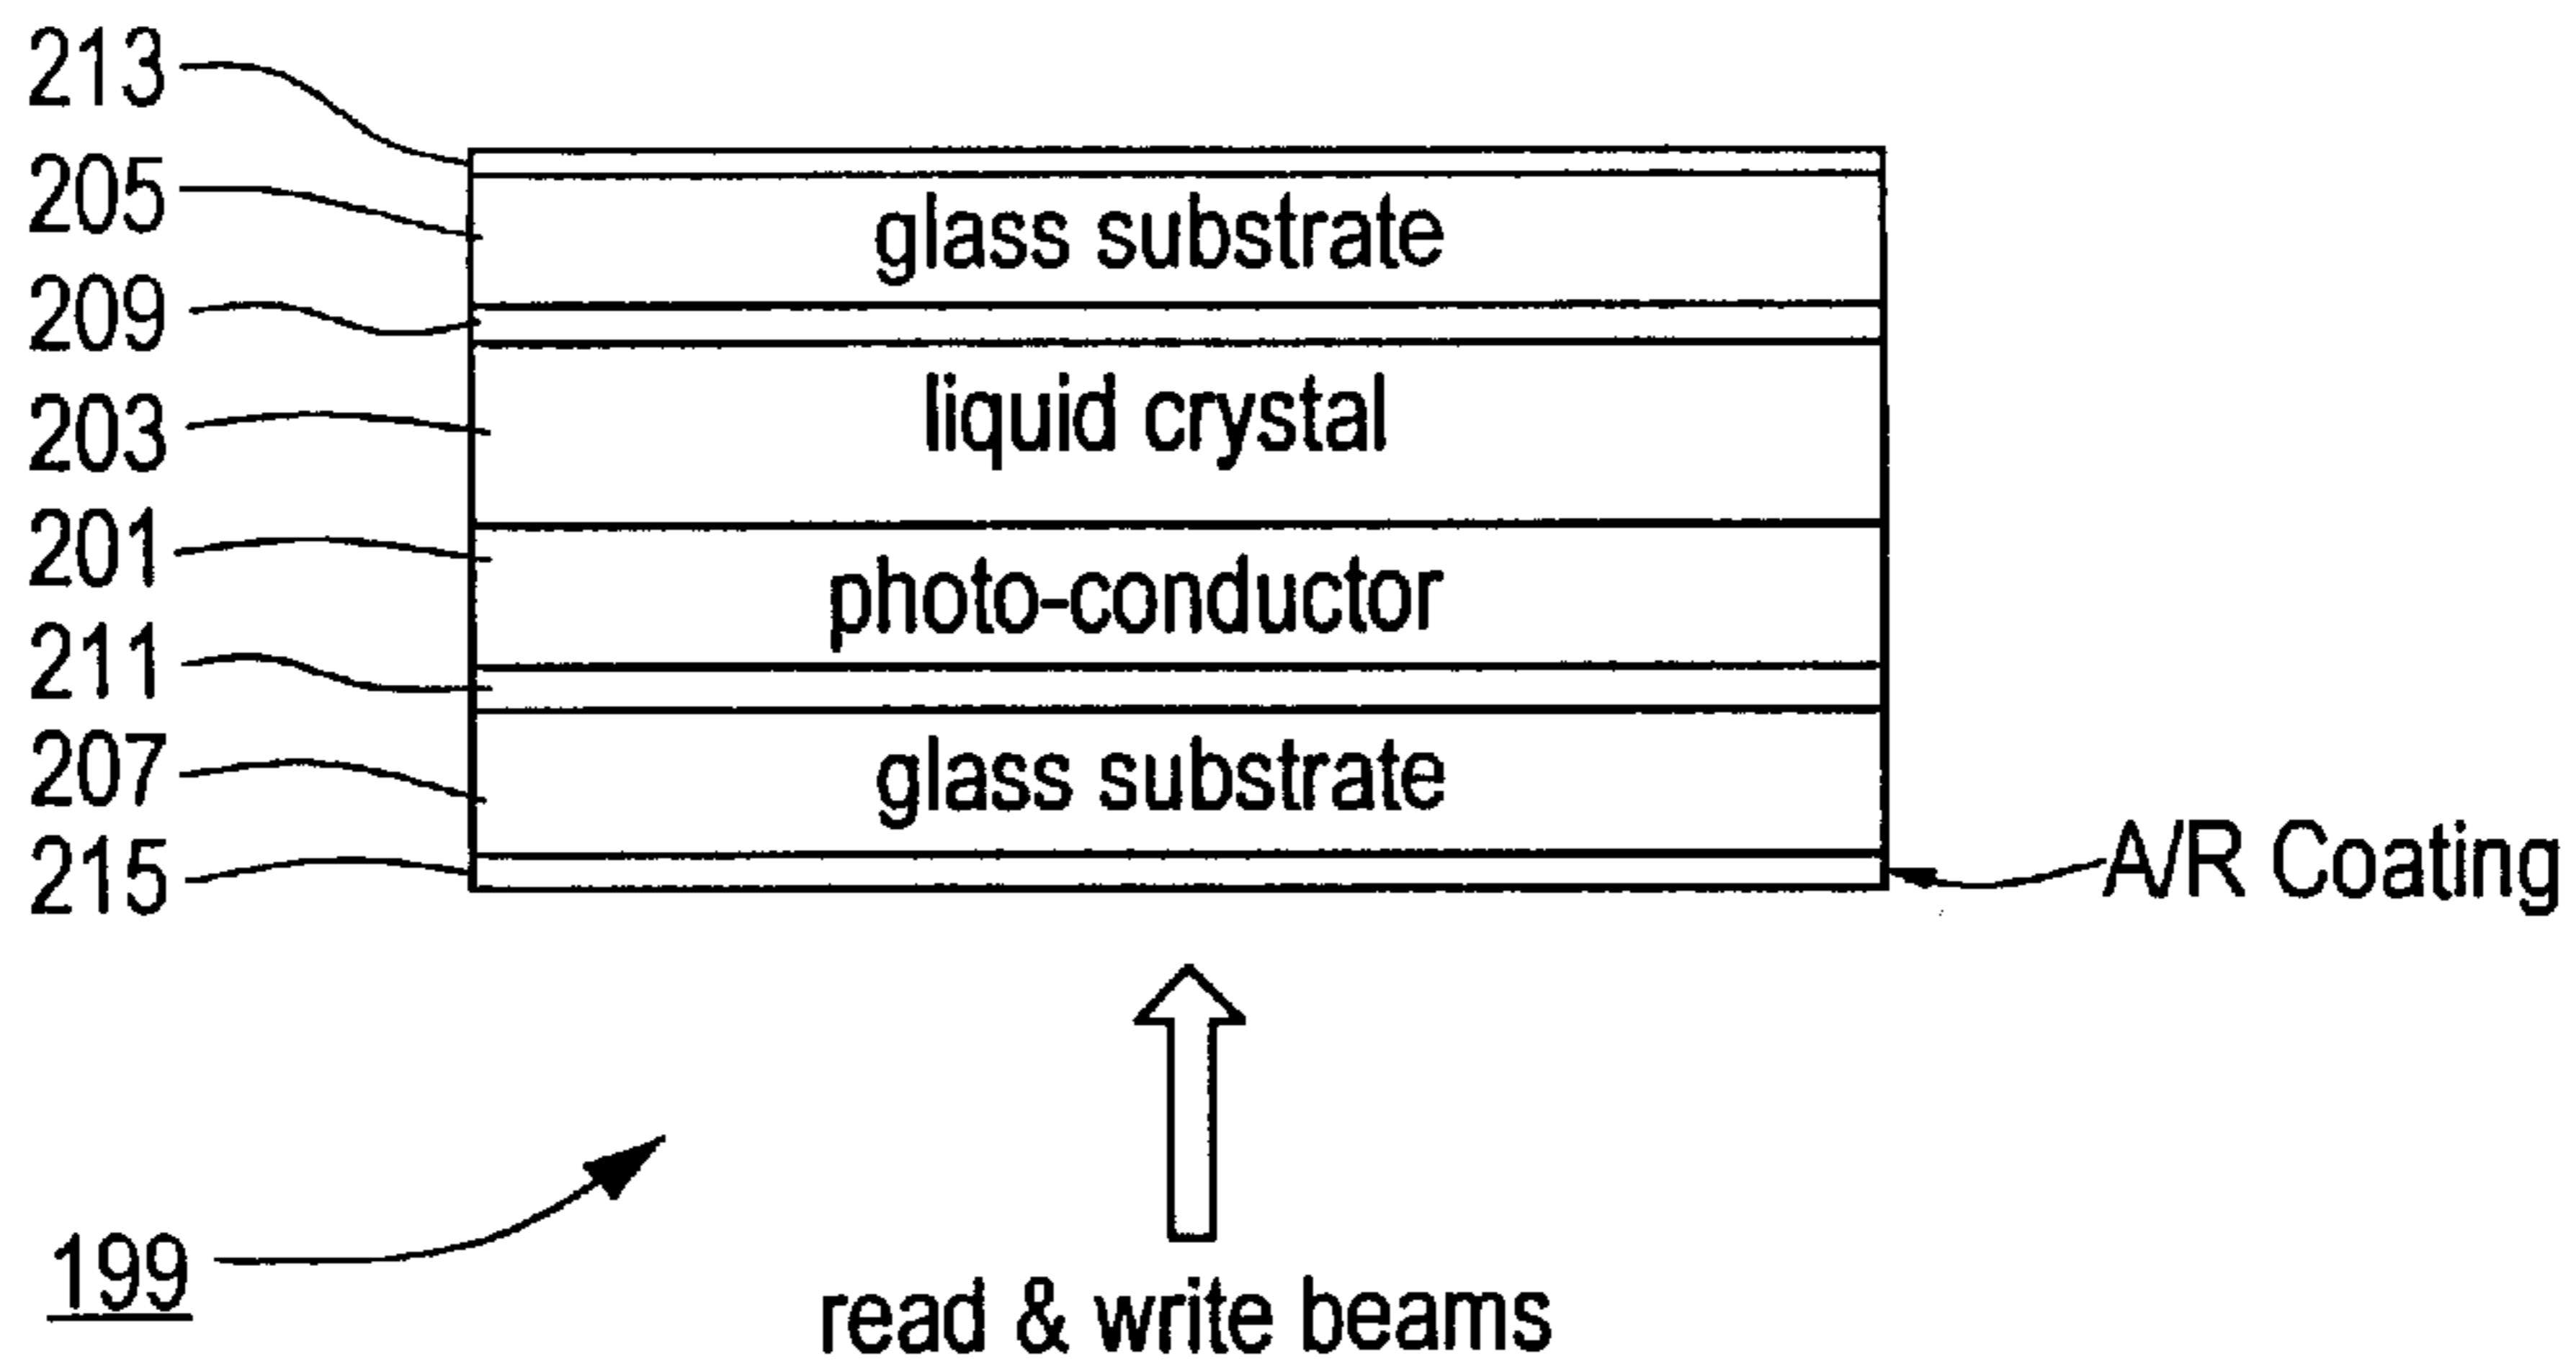 213
205
glass substrate
209
203
liquid crystal
201
photo-conductor
211
207
glass substrate
215
A/R Coating
199
read & write beams